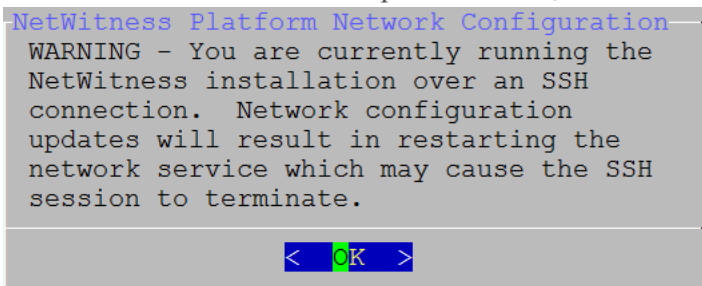 NetWitness Platform Network Configuration
WARNING - You are currently running the
NetWitness installation over an SSH
connection.  Network configuration
updates will result in restarting the
network service which may cause the SSH
session to terminate.
<  OK  >